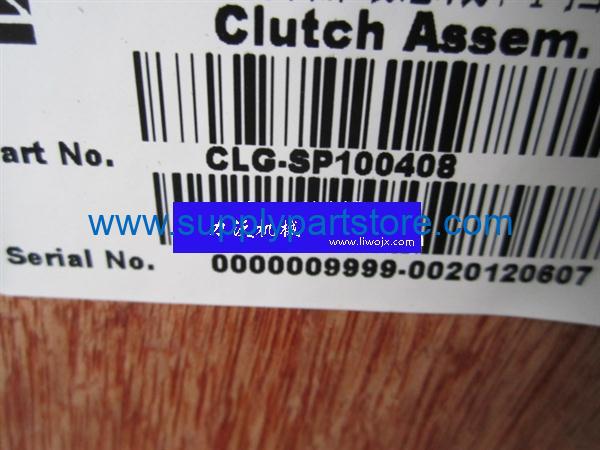 Clutch Assem.
art No. CLG-SP100408
www.supplypartstore.com
力沃机械
www.liwojx.com
Serial No. 0000009999-0020120607